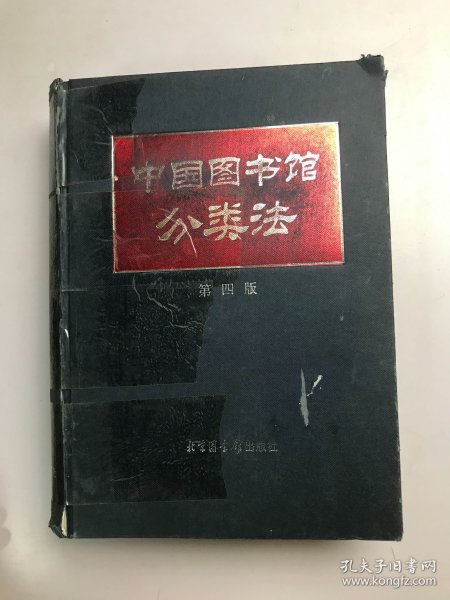 中国图书馆
分类法
第四版
北京图书馆出版社
孔夫子旧书网
www.kongfz.com